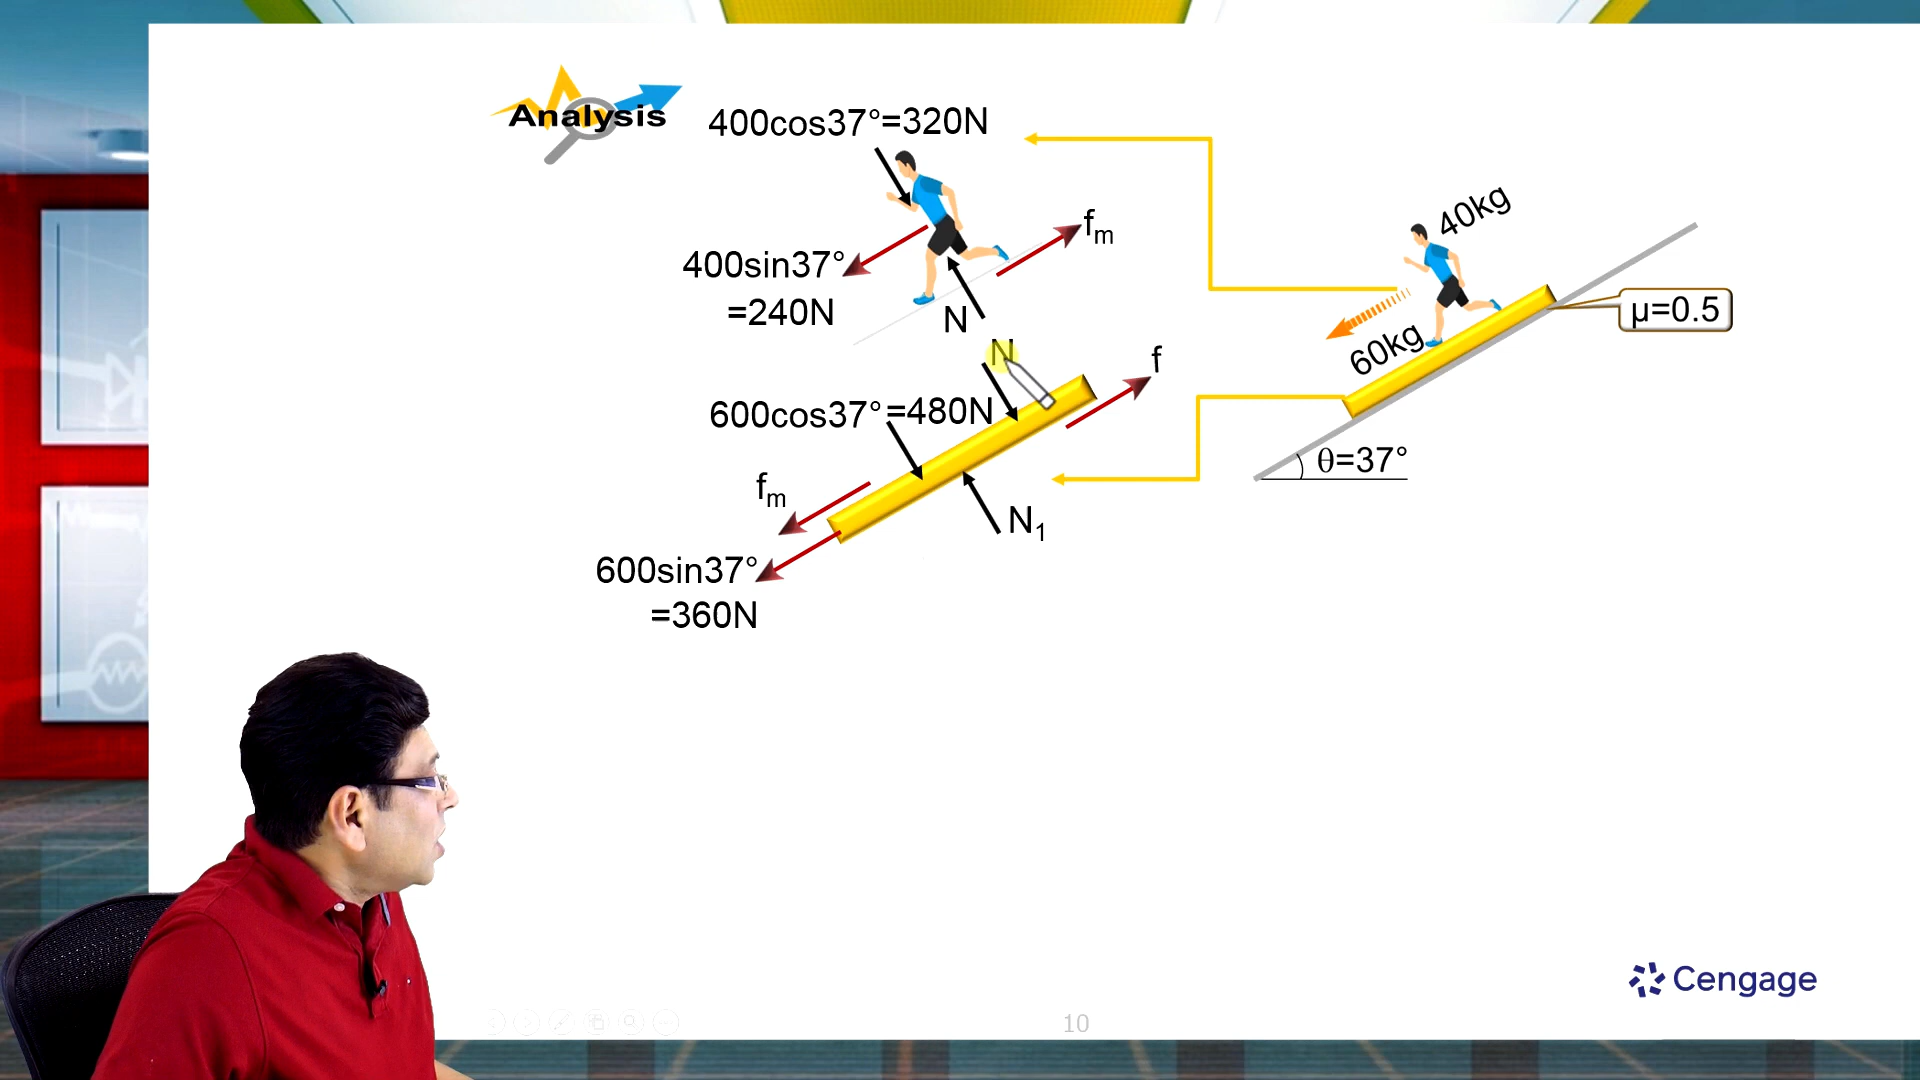 Analysis
400cos37°=320N
fm
400sin37°
=240N
N
N
f
600cos37°=480N
fm
N1
600sin37°
=360N
40kg
60kg
μ=0.5
θ=37°
Cengage
10